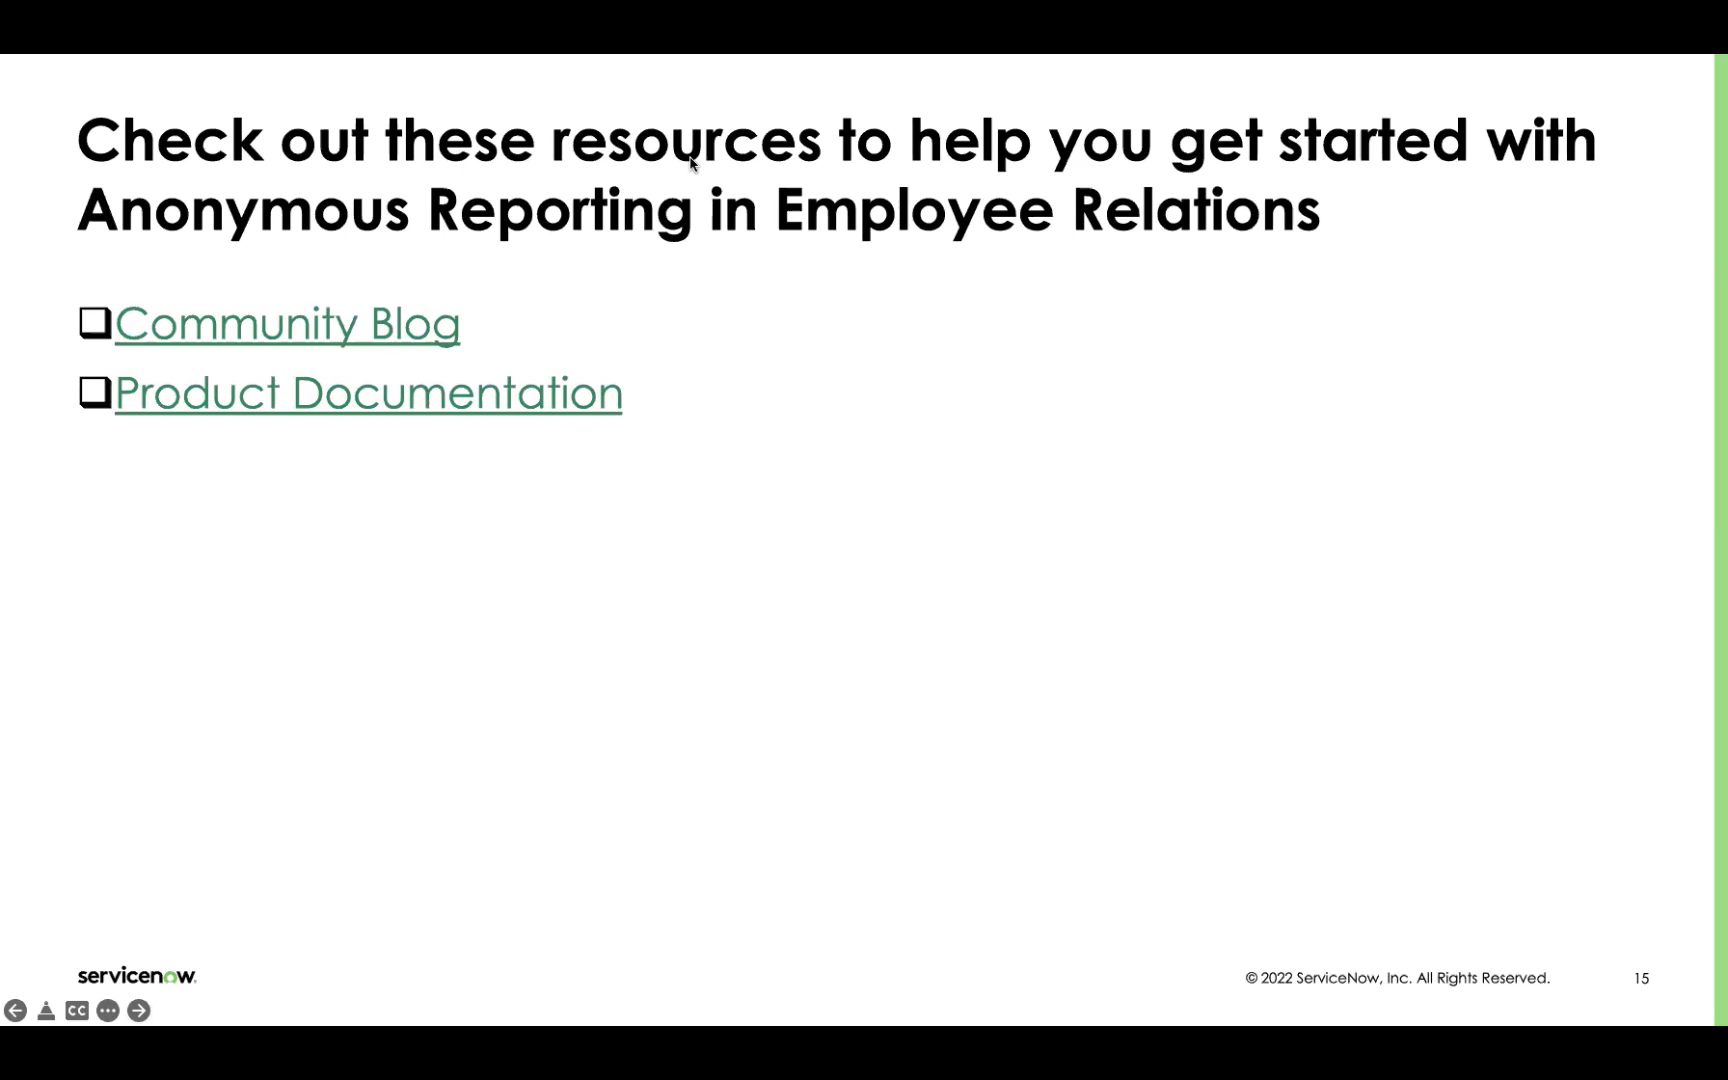 Check out these resources to help you get started with
Anonymous Reporting in Employee Relations
Community Blog
Product Documentation
servicenow
© 2022 ServiceNow, Inc. All Rights Reserved.
15
CC